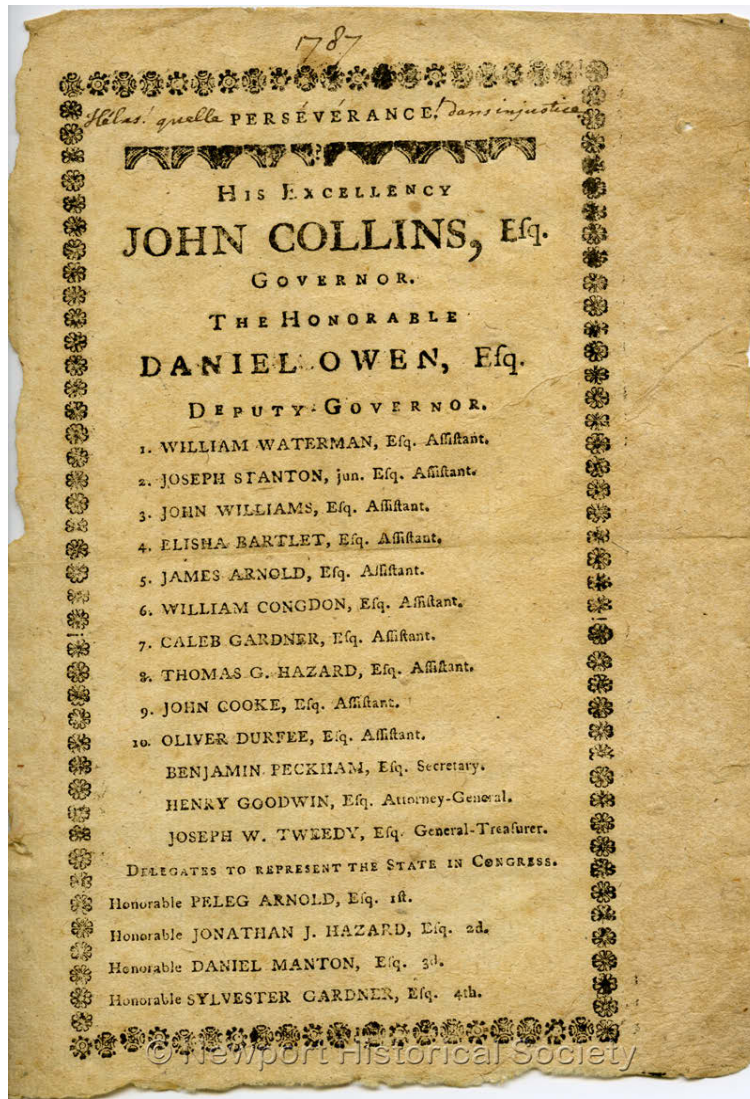 1787
Hélas! quelle PERSÉVÉRANCE! dans injustice
HIS EXCELLENCY
JOHN COLLINS, Eſq.
GOVERNOR.
THE HONORABLE
DANIEL OWEN, Eſq.
DEPUTY-GOVERNOR.
1. WILLIAM WATERMAN, Eſq. Aſſiſtant.
2. JOSEPH STANTON, jun. Eſq. Aſſiſtant.
3. JOHN WILLIAMS, Eſq. Aſſiſtant.
4. ELISHA BARTLET, Eſq. Aſſiſtant.
5. JAMES ARNOLD, Eſq. Aſſiſtant.
6. WILLIAM CONGDON, Eſq. Aſſiſtant.
7. CALEB GARDNER, Eſq. Aſſiſtant.
8. THOMAS G. HAZARD, Eſq. Aſſiſtant.
9. JOHN COOKE, Eſq. Aſſiſtant.
10. OLIVER DURFEE, Eſq. Aſſiſtant.
BENJAMIN PECKHAM, Eſq. Secretary.
HENRY GOODWIN, Eſq. Attorney-General.
JOSEPH W. TWEEDY, Eſq. General-Treaſurer.
DELEGATES TO REPRESENT THE STATE IN CONGRESS.
Honorable PELEG ARNOLD, Eſq. 1ſt.
Honorable JONATHAN J. HAZARD, Eſq. 2d.
Honorable DANIEL MANTON, Eſq. 3d.
Honorable SYLVESTER GARDNER, Eſq. 4th.
© Newport Historical Society